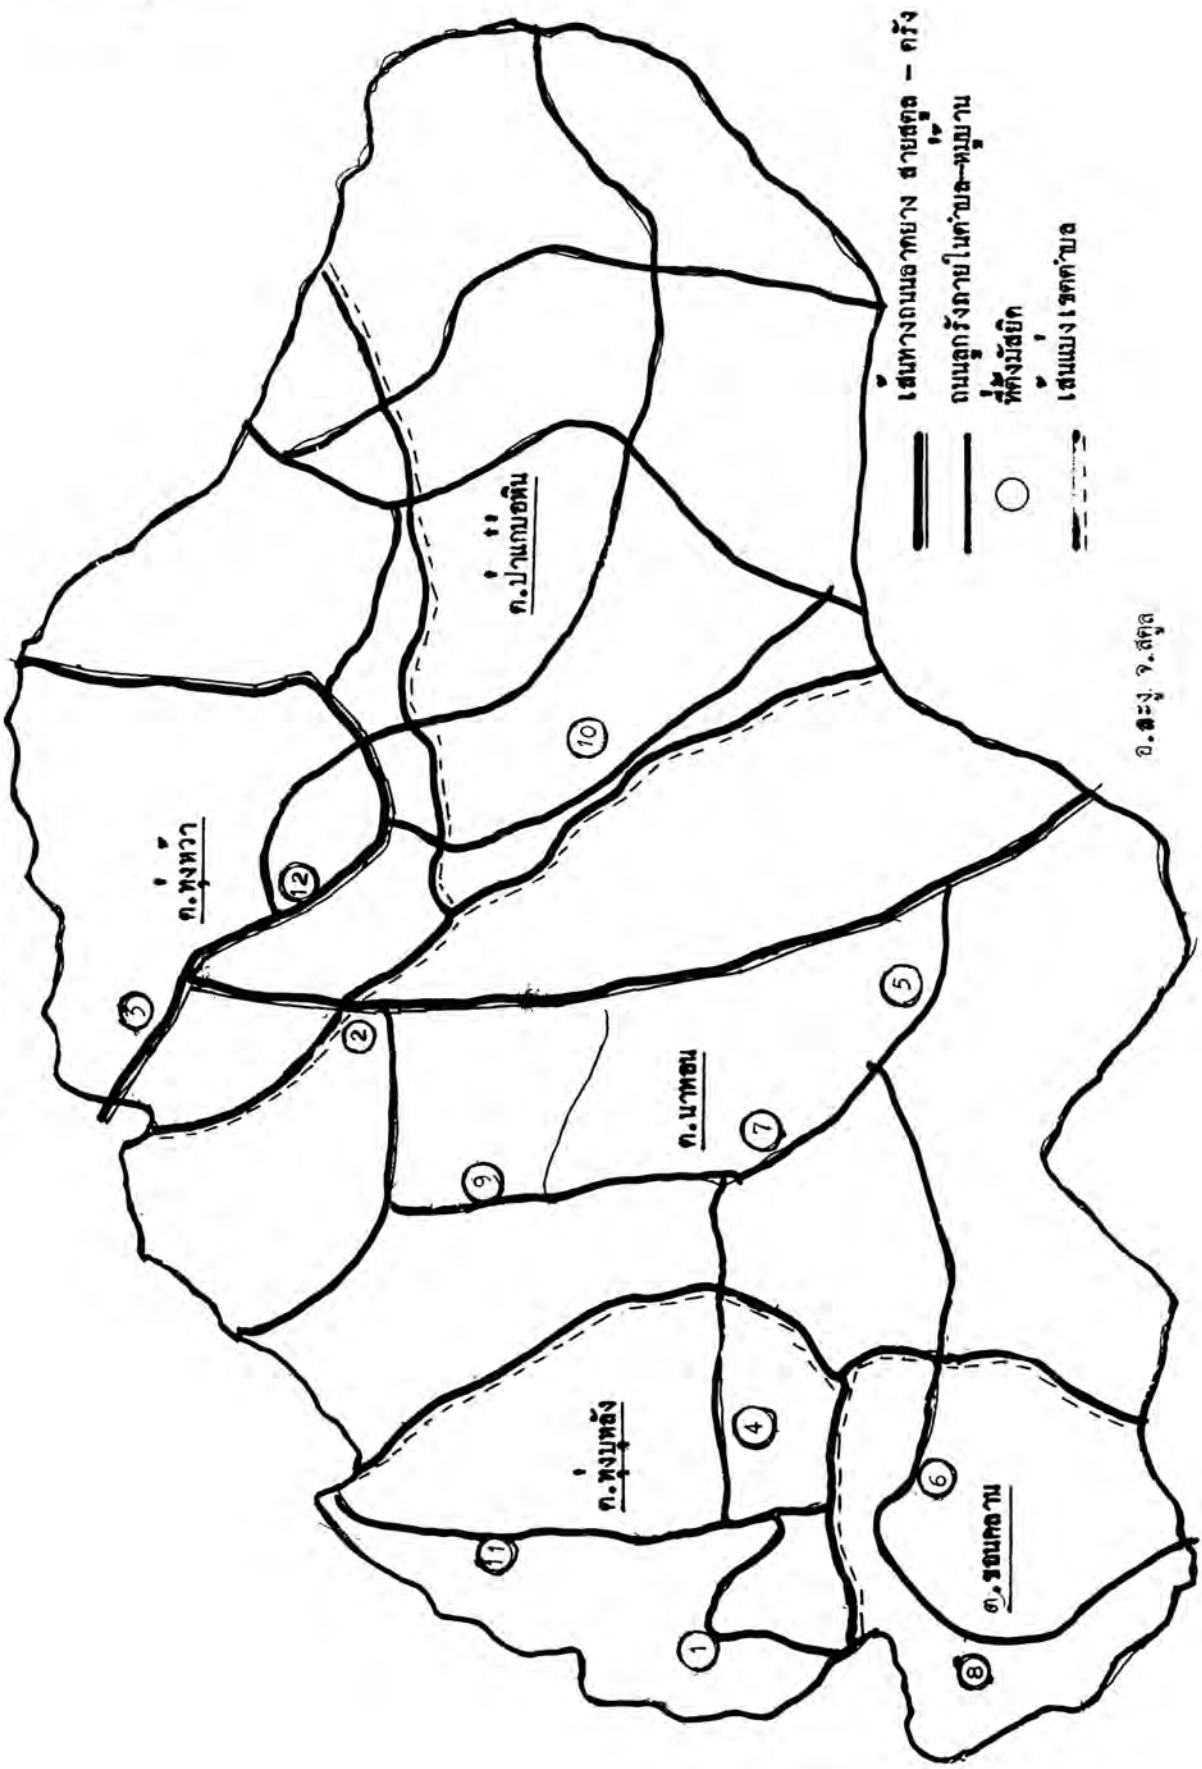 ต.ทุ่งหว้า
ต.ป่าแก่บ่อหิน
ต.นาทอน
ต.ทุ่งบุหลัง
ต.ขอนคลาน
3
12
2
10
9
7
5
11
4
1
6
8
เส้นทางถนนลาดยาง สายสตูล - ตรัง
ถนนลูกรังภายในตำบล-หมู่บ้าน
ที่ตั้งมัสยิด
เส้นแบ่งเขตตำบล
อ.ละงู จ.สตูล